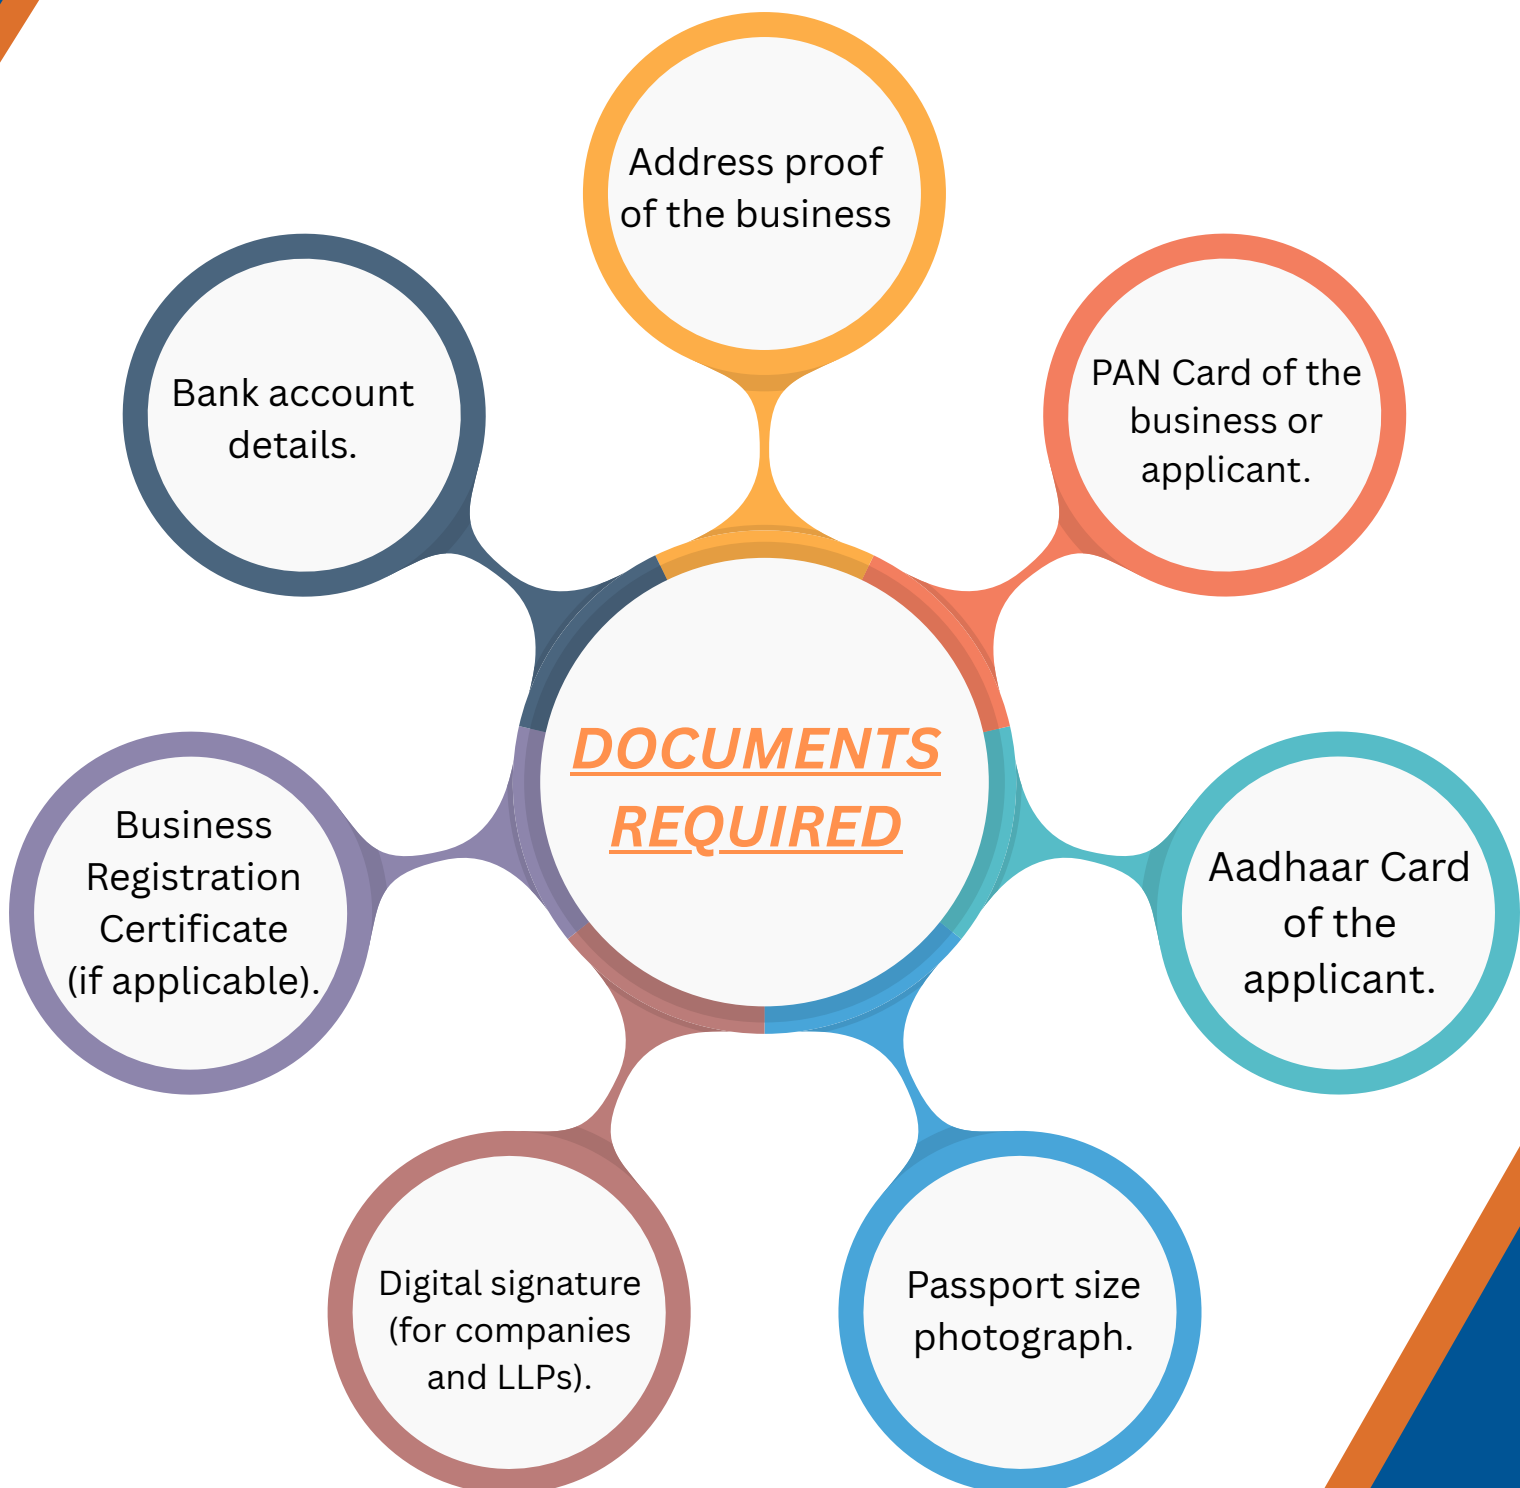 Address proof
of the business
PAN Card of the
business or
applicant.
Bank account
details.
DOCUMENTS
REQUIRED
Business
Registration
Certificate
(if applicable).
Aadhaar Card
of the
applicant.
Digital signature
(for companies
and LLPs).
Passport size
photograph.